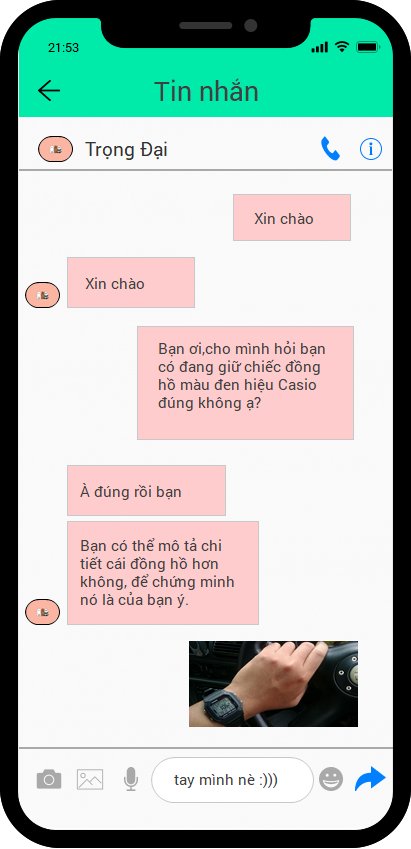 21:53
Tin nhắn
Trọng Đại
Xin chào
Xin chào
Bạn ơi,cho mình hỏi bạn
có đang giữ chiếc đồng
hồ màu đen hiệu Casio
đúng không ạ?
À đúng rồi bạn
Bạn có thể mô tả chi
tiết cái đồng hồ hơn
không, để chứng minh
nó là của bạn ý.
tay mình nè :)))